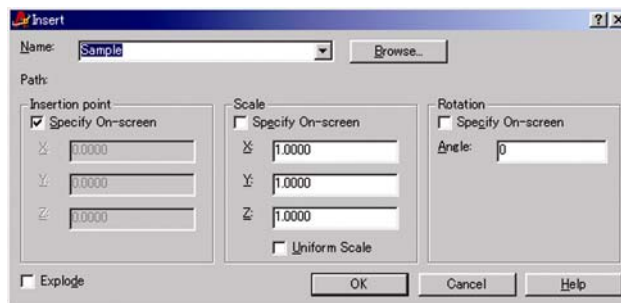 Insert
Name: Sample Browse...
Path:
Insertion point
Specify On-screen
X: 0.0000
Y: 0.0000
Z: 0.0000
Scale
Specify On-screen
X: 1.0000
Y: 1.0000
Z: 1.0000
Uniform Scale
Rotation
Specify On-screen
Angle: 0
Explode
OK Cancel Help